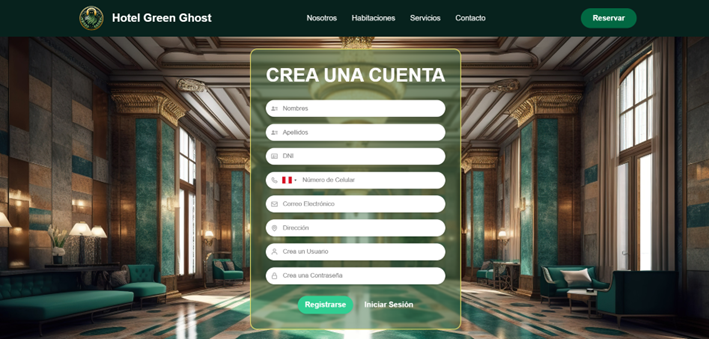 Hotel Green Ghost
Nosotros Habitaciones Servicios Contacto
Reservar
CREA UNA CUENTA
Nombres
Apellidos
DNI
Número de Celular
Correo Electrónico
Dirección
Crea un Usuario
Crea una Contraseña
Registrarse Iniciar Sesión